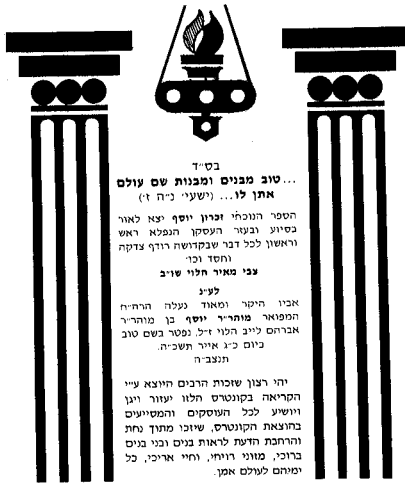 בס״ד
...טוב מבנים ומבנות שם עולם
אתן לו... (ישעי׳ נ״ה ז׳)
הספר הנוכחי זכרון יוסף יצא לאור
בסיוע ובעזר העסקן הנפלא ראש
וראשון לכל דבר שבקדושה רודף צדקה
וחסד וכו׳
צבי מאיר הלוי שו״ב
לע״נ
אביו היקר ומאוד נעלה הרה״ח
המפואר מוהר״ר יוסף בן מוהר״ר
אברהם לייב הלוי ז״ל, נפטר בשם טוב
ביום כ״ג אייר תשכ״ה.
תנצב״ה
יהי רצון שזכות הרבים היוצא ע״י
הקריאה בקונטרס הלזו יעזור ויגן
ויושיע לכל העוסקים והמסייעים
בהוצאת הקונטרס, שיזכו מתוך נחת
והרחבת הדעת לראות בנים ובני בנים
ברוכי, מזוני רויחי, וחיי אריכי, כל
ימיהם לעולם אמן.